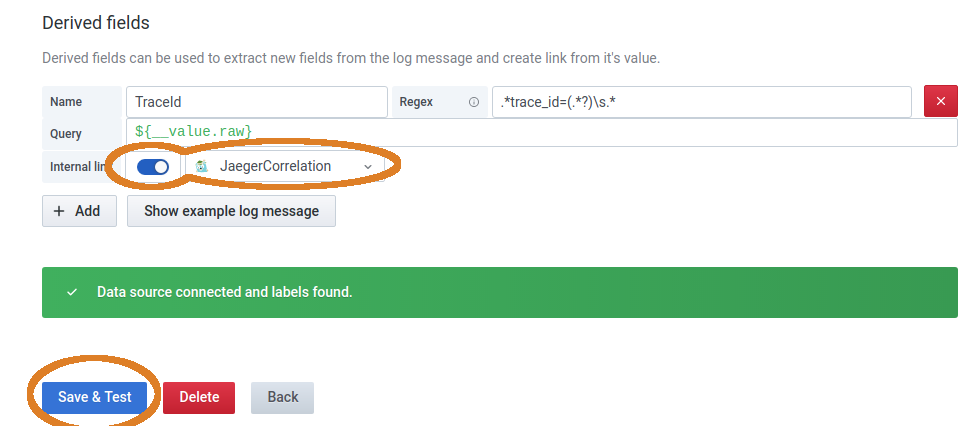 Derived fields
Derived fields can be used to extract new fields from the log message and create link from it's value.
Name TraceId Regex .*trace_id=(.*?)\s.*
Query ${__value.raw}
Internal lin JaegerCorrelation
+ Add Show example log message
Data source connected and labels found.
Save & Test Delete Back